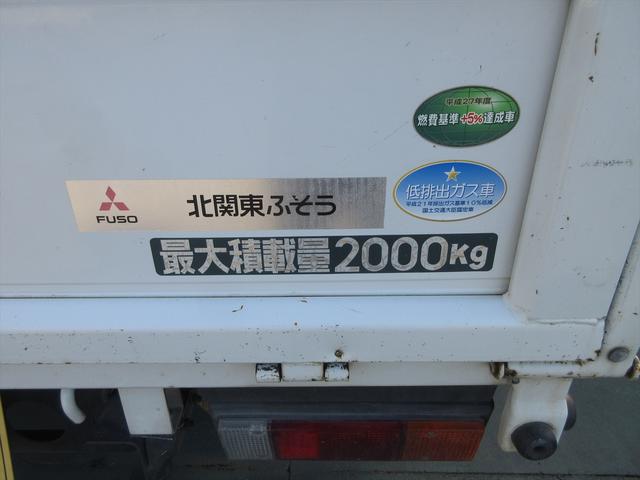 平成27年度
燃費基準+5%達成車
低排出ガス車
平成21年排出ガス基準10%低減
国土交通大臣認定車
FUSO
北関東ふそう
最大積載量2000Kg